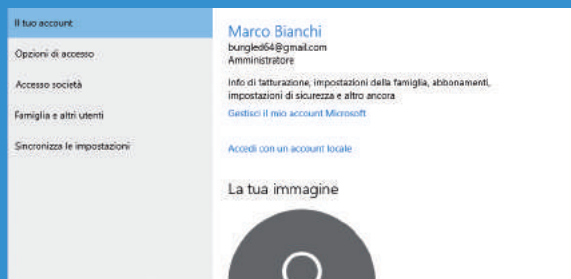 Il tuo account
Opzioni di accesso
Accesso società
Famiglia e altri utenti
Sincronizza le impostazioni
Marco Bianchi
burgled64@gmail.com
Amministratore
Info di fatturazione, impostazioni della famiglia, abbonamenti,
impostazioni di sicurezza e altro ancora
Gestisci il mio account Microsoft
Accedi con un account locale
La tua immagine